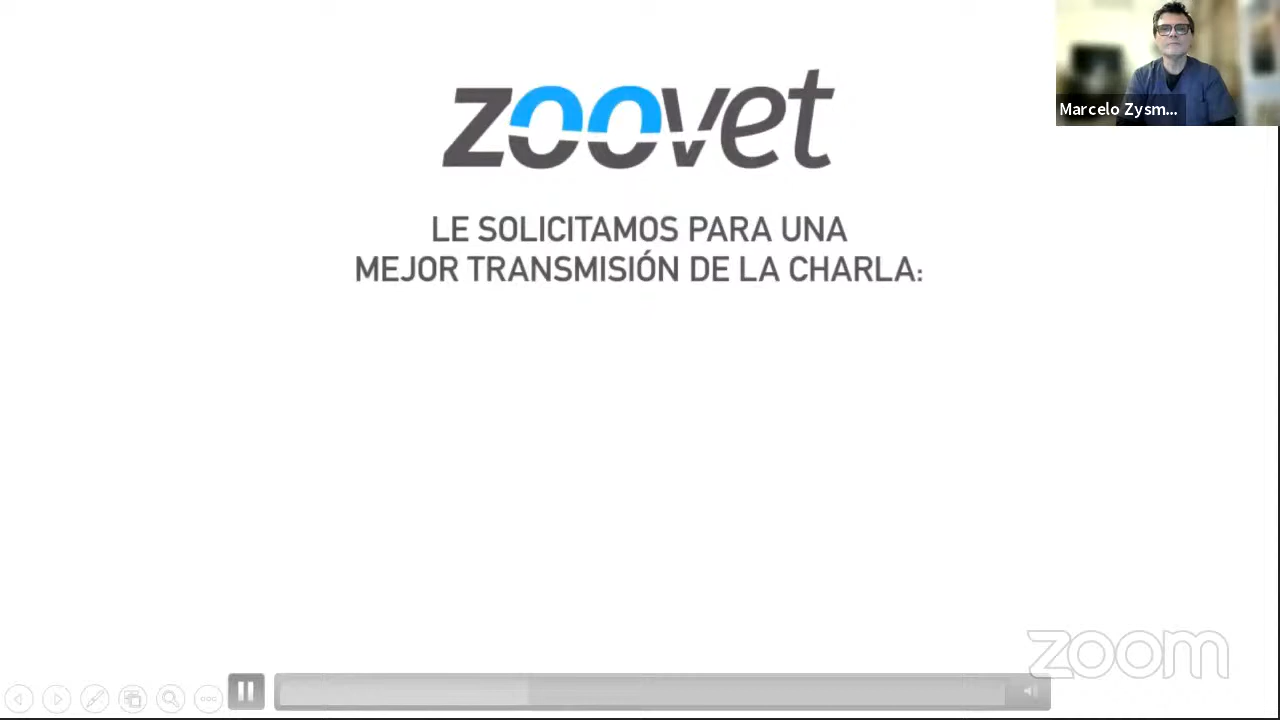 zoovet
Marcelo Zysm...
LE SOLICITAMOS PARA UNA
MEJOR TRANSMISIÓN DE LA CHARLA:
zoom